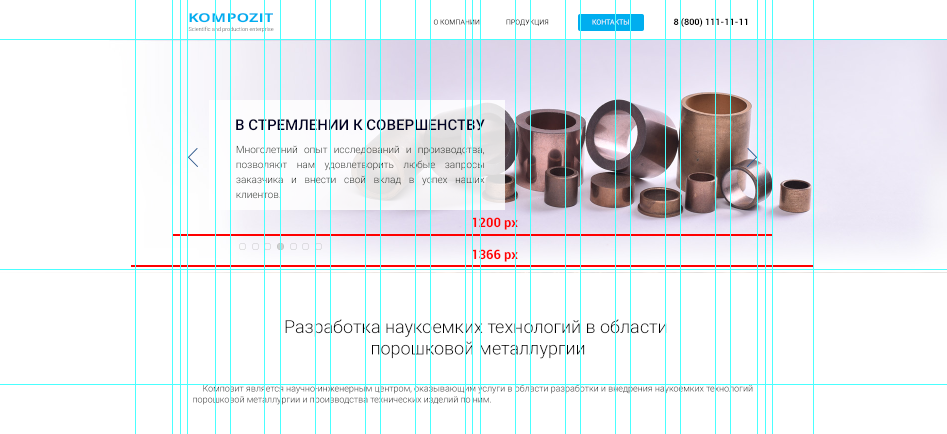 KOMPOZIT
Scientific and production enterprise
О КОМПАНИИ
ПРОДУКЦИЯ
КОНТАКТЫ
8 (800) 111-11-11
В СТРЕМЛЕНИИ К СОВЕРШЕНСТВУ
Многолетний опыт исследований и производства,
позволяют нам удовлетворить любые запросы
заказчика и внести свой вклад в успех наших
клиентов.
1200 px
1366 px
Разработка наукоемких технологий в области
порошковой металлургии
Композит является научно-инженерным центром, оказывающим услуги в области разработки и внедрения наукоемких технологий
порошковой металлургии и производства технических изделий по ним.